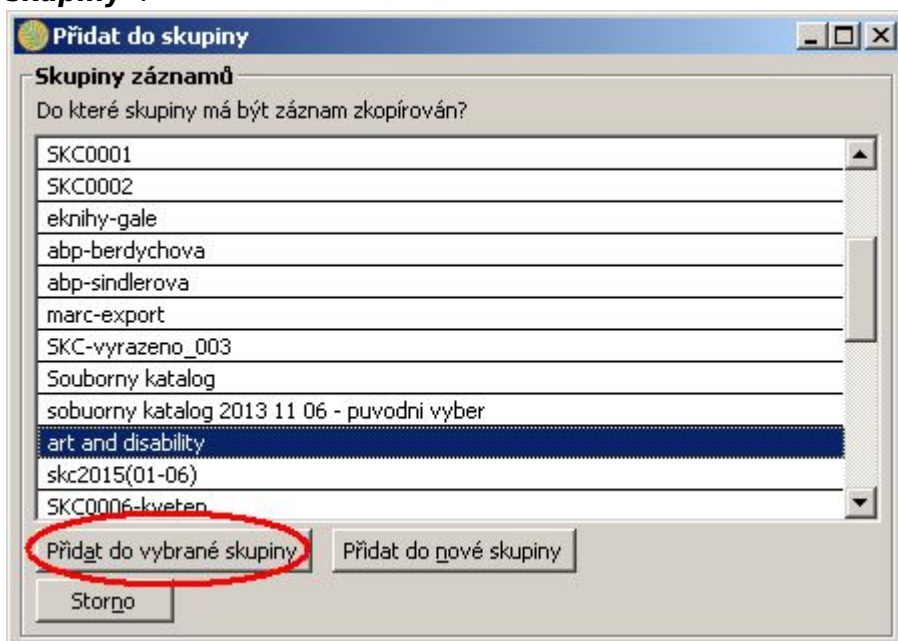 Přidat do skupiny
Skupiny záznamů
Do které skupiny má být záznam zkopírován?
SKC0001
SKC0002
eknihy-gale
abp-berdychova
abp-sindlerova
marc-export
SKC-vyrazeno_003
Souborny katalog
sobuorny katalog 2013 11 06 - puvodni vyber
art and disability
skc2015(01-06)
SKC0006-kveten
Přidat do vybrané skupiny Přidat do nové skupiny
Storno